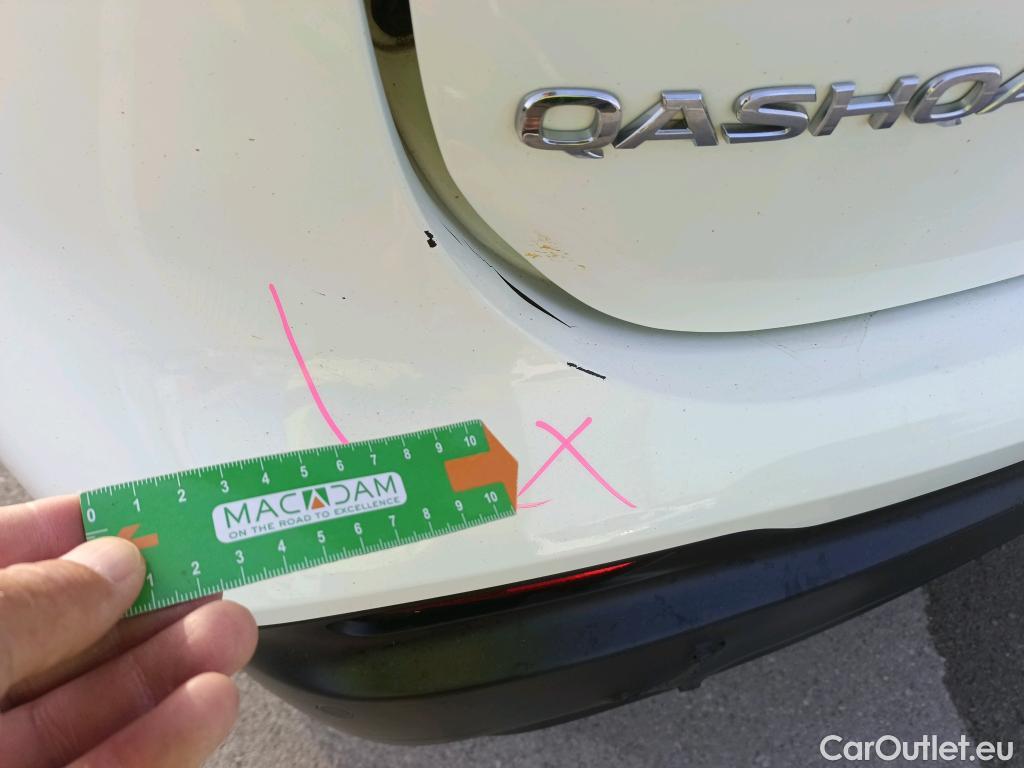 QASHQA
0 1 2 3 4 5 6 7 8 9 10
MACADAM
ON THE ROAD TO EXCELLENCE
1 2 3 4 5 6 7 8 9 10
CarOutlet.eu